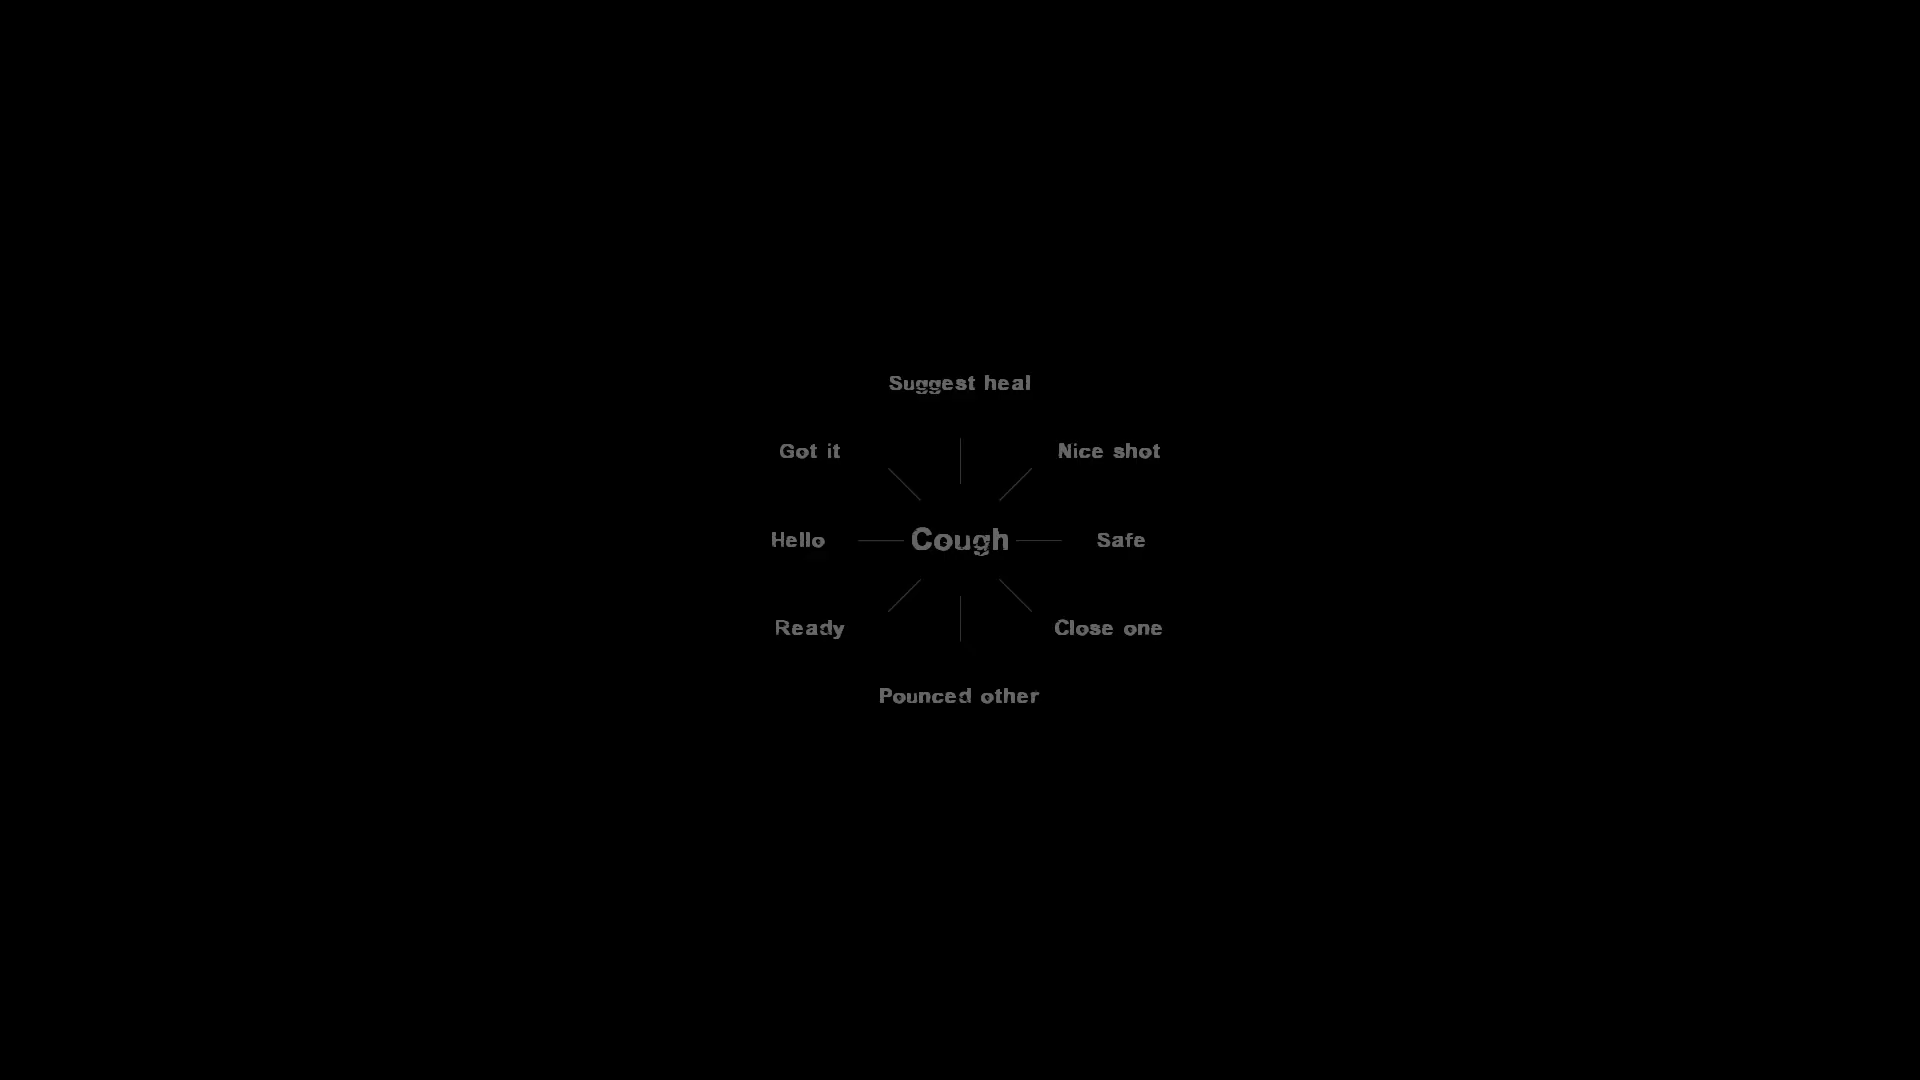 Suggest heal
Got it
Nice shot
Hello
Cough
Safe
Ready
Close one
Pounced other